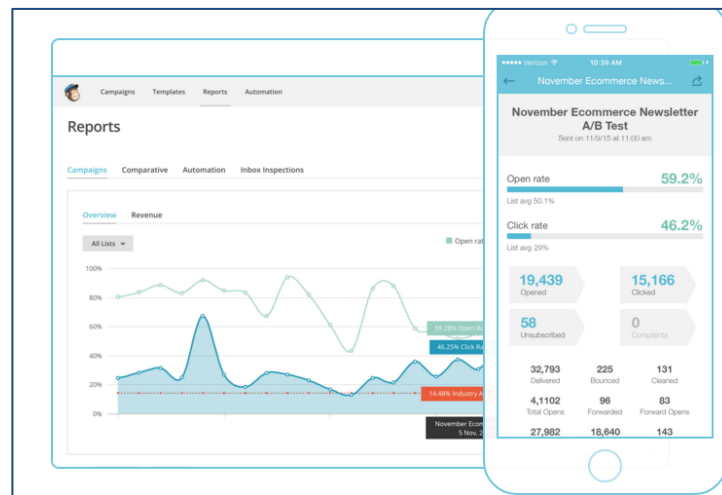 Campaigns Templates Reports Automation
Reports
Campaigns Comparative Automation Inbox Inspections
Overview Revenue
All Lists
Open rat
100%
80%
60%
40%
20%
0%
59.28% Open Ra
46.25% Click Ra
14.48% Industry A
November Ecom
5 Nov, 2
Verizon 10:39 AM
November Ecommerce News...
November Ecommerce Newsletter
A/B Test
Sent on 11/9/15 at 11:00 am
Open rate 59.2%
List avg 50.1%
Click rate 46.2%
List avg 29%
19,439 15,166
Opened Clicked
58 0
Unsubscribed Complaints
32,793 225 131
Delivered Bounced Cleaned
4,1102 96 83
Total Opens Forwarded Forward Opens
27,982 18,640 143